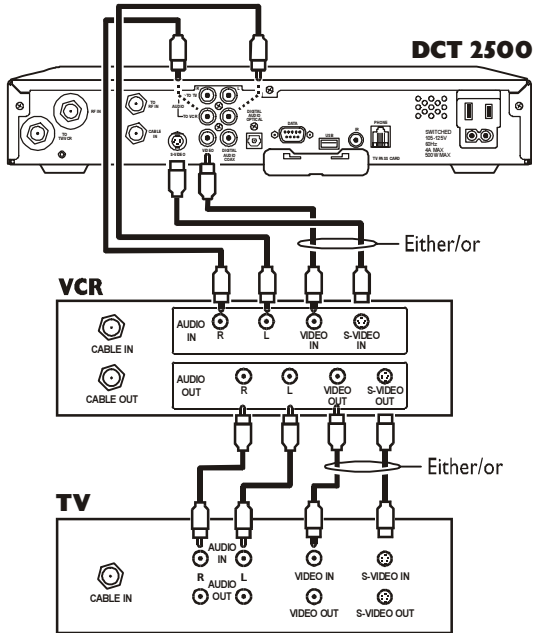 DCT 2500
TO TV
AUDIO
TO VCR
RF IN
TO TV/VCR
TO RF IN
CABLE IN
S-VIDEO
VIDEO
DIGITAL AUDIO COAX
DIGITAL AUDIO OPTICAL
DATA
USB
IR
PHONE
TV PASS CARD
SWITCHED
105-125V
60Hz
4A MAX
500W MAX
Either/or
VCR
CABLE IN
AUDIO IN
R
L
VIDEO IN
S-VIDEO IN
CABLE OUT
AUDIO OUT
R
L
VIDEO OUT
S-VIDEO OUT
Either/or
TV
CABLE IN
AUDIO IN
R
L
AUDIO OUT
VIDEO IN
S-VIDEO IN
VIDEO OUT
S-VIDEO OUT